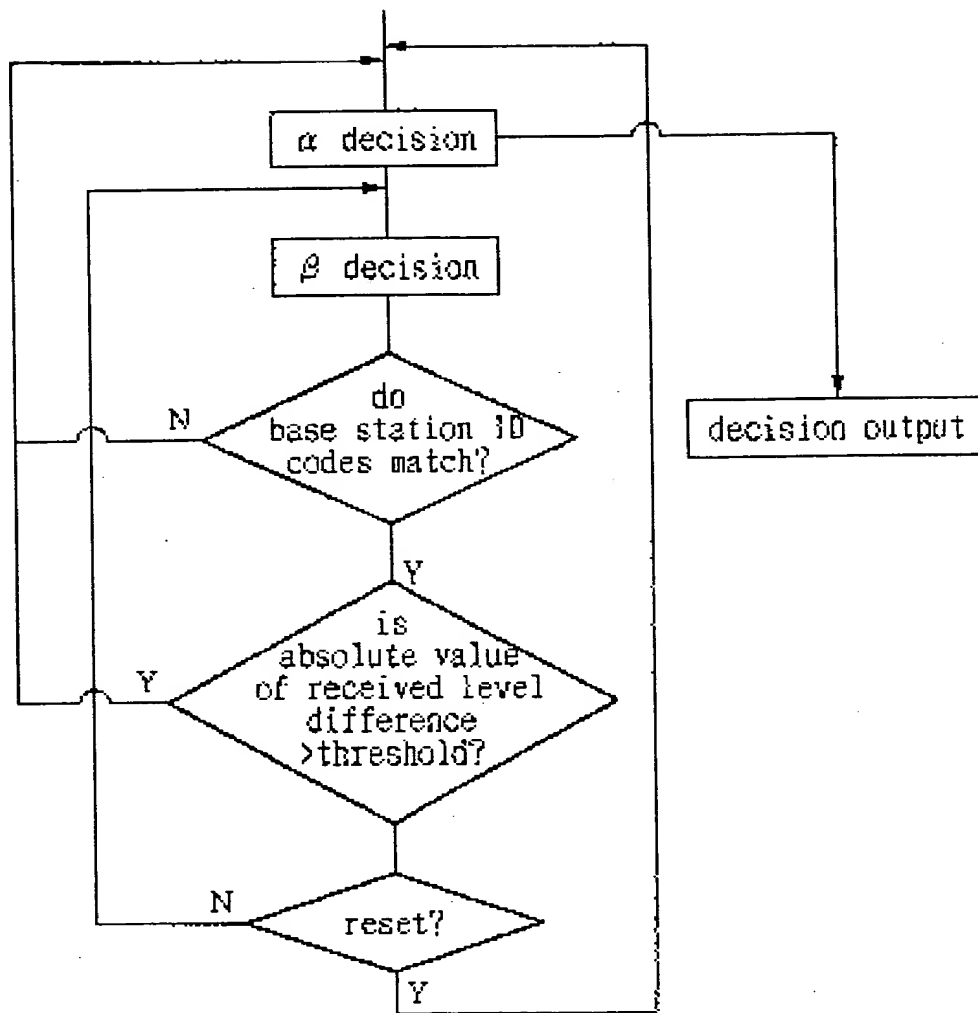 α decision
β decision
do
base station ID
codes match?
N
decision output
Y
is
absolute value
of received level
difference
>threshold?
Y
N
reset?
Y